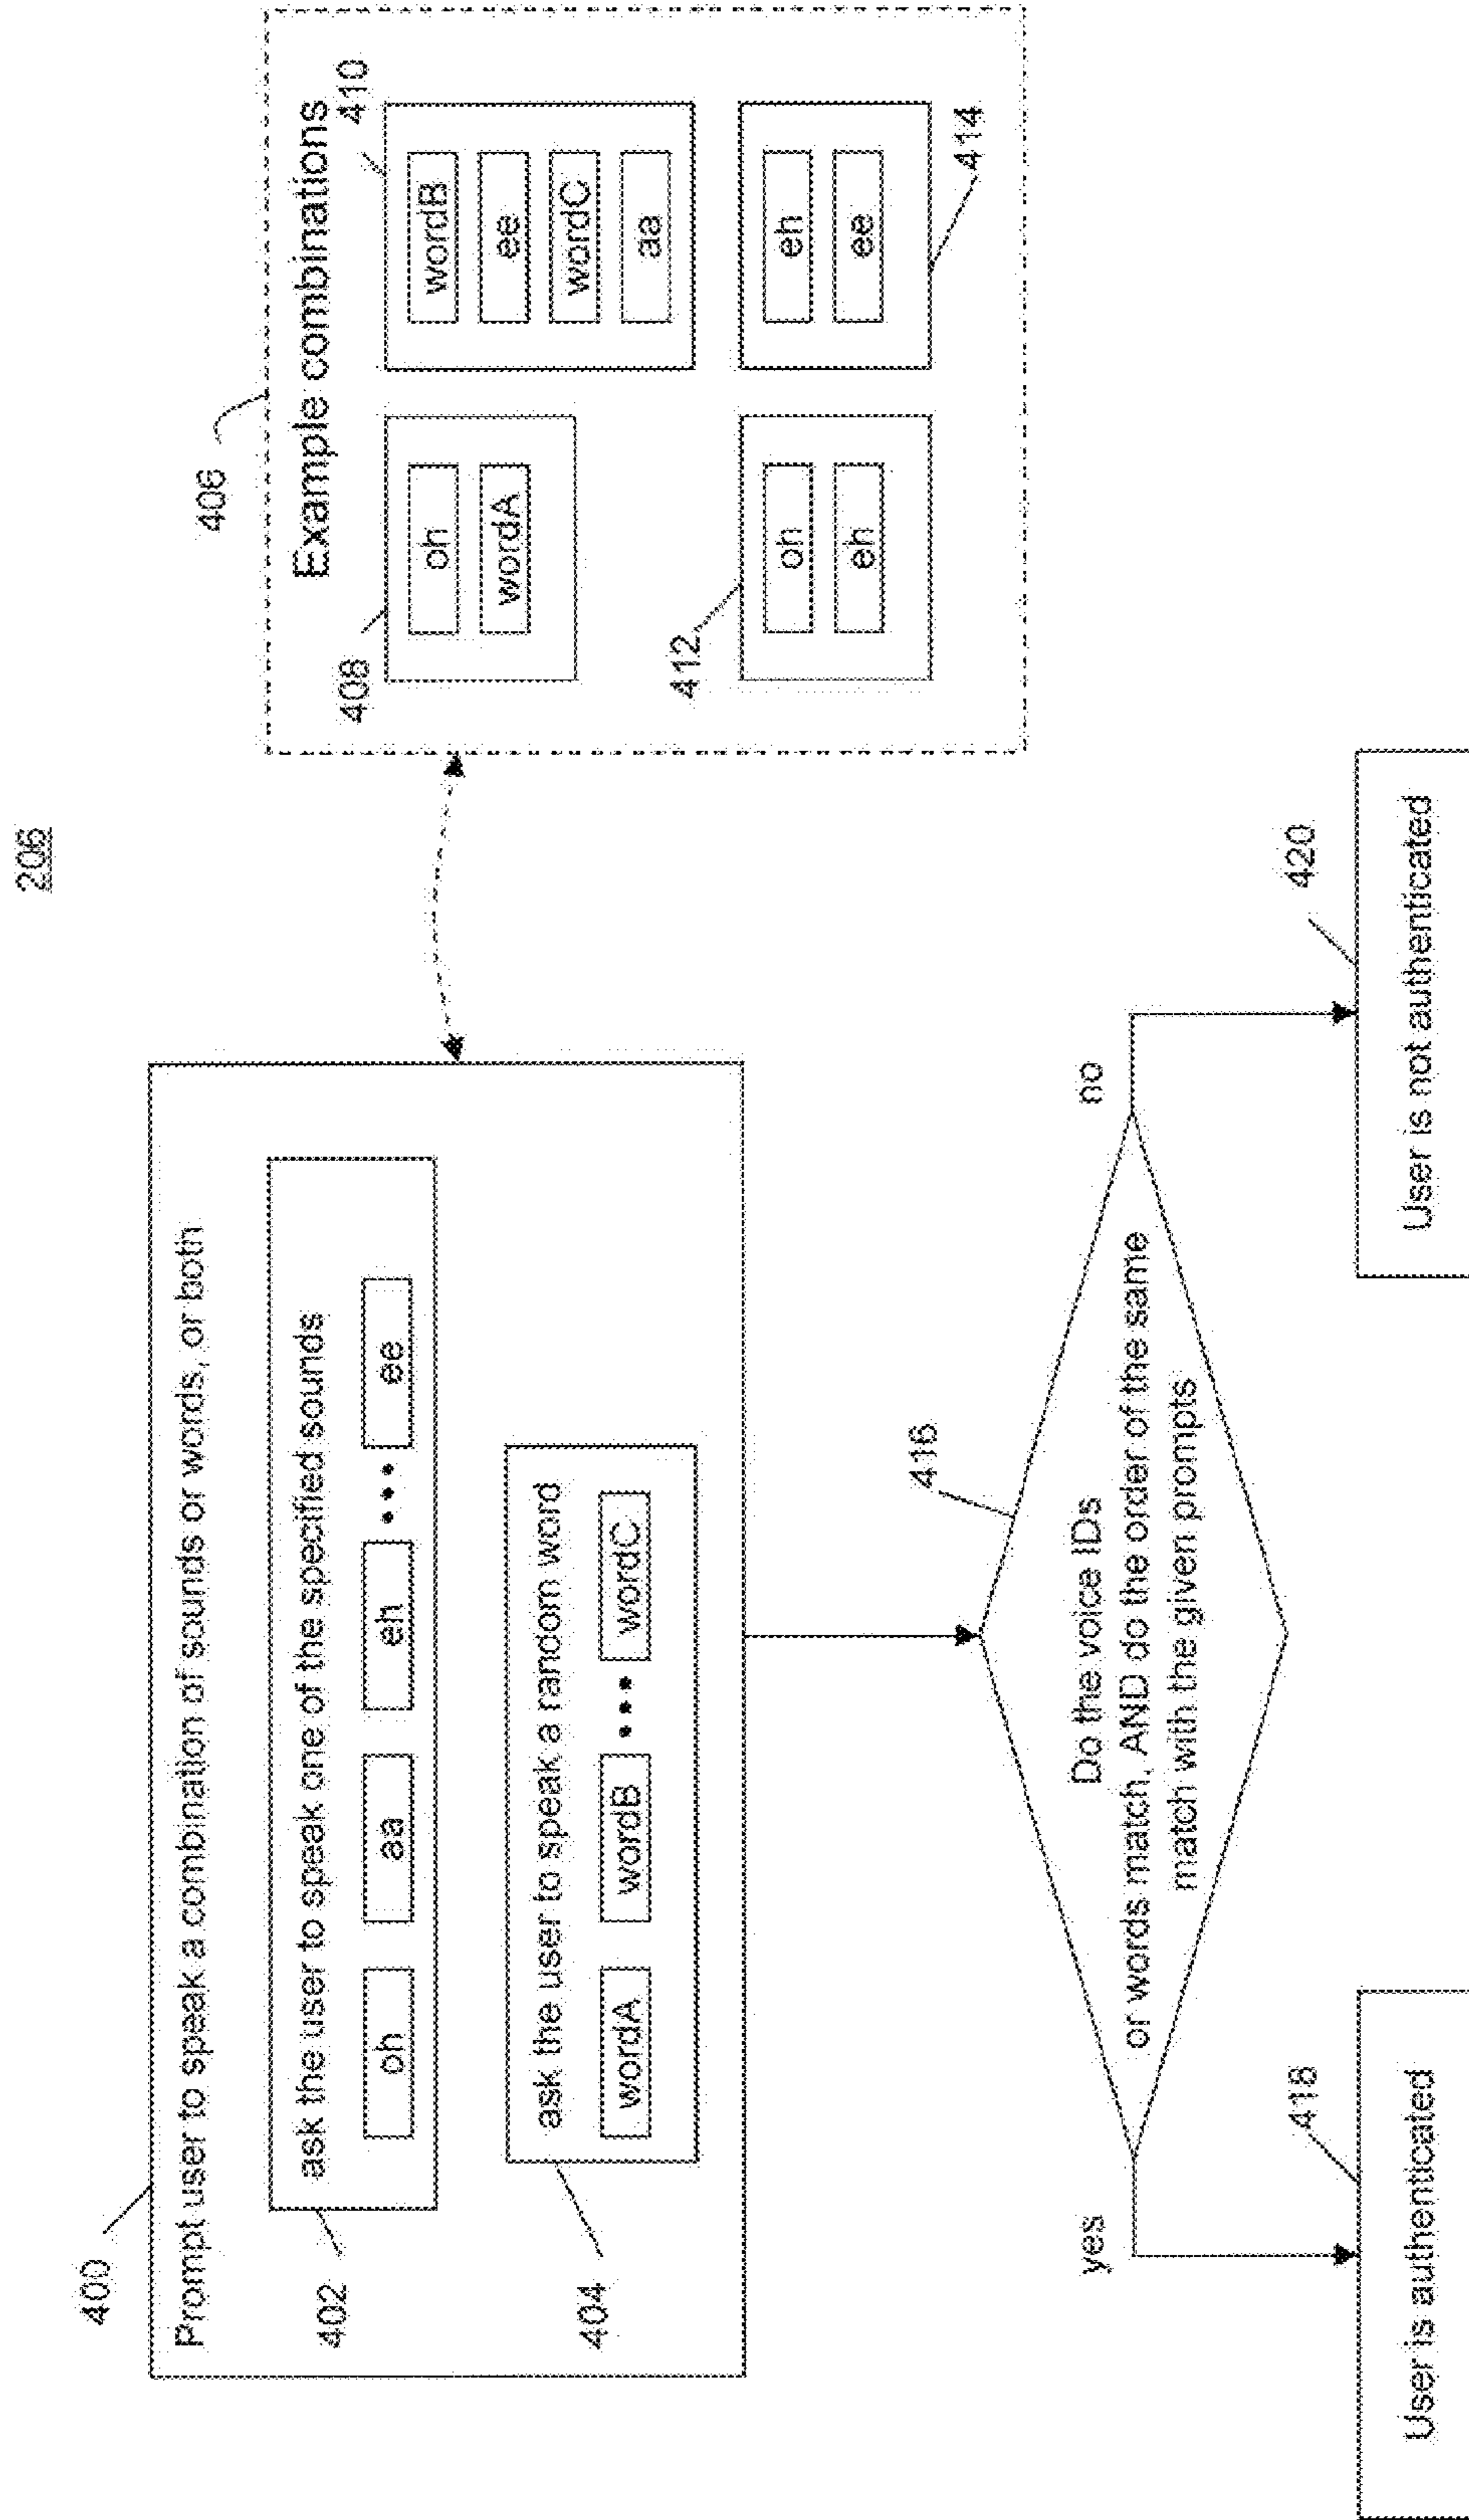 206
400
Prompt user to speak a combination of sounds or words, or both
402
ask the user to speak one of the specified sounds
oh aa eh ••• ee
404
ask the user to speak a random word
wordA wordB ••• wordC
406
Example combinations
408
oh
wordA
410
wordB
ee
wordC
aa
412
oh
eh
414
eh
ee
416
Do the voice IDs
or words match, AND do the order of the same
match with the given prompts
yes
no
418
User is authenticated
420
User is not authenticated